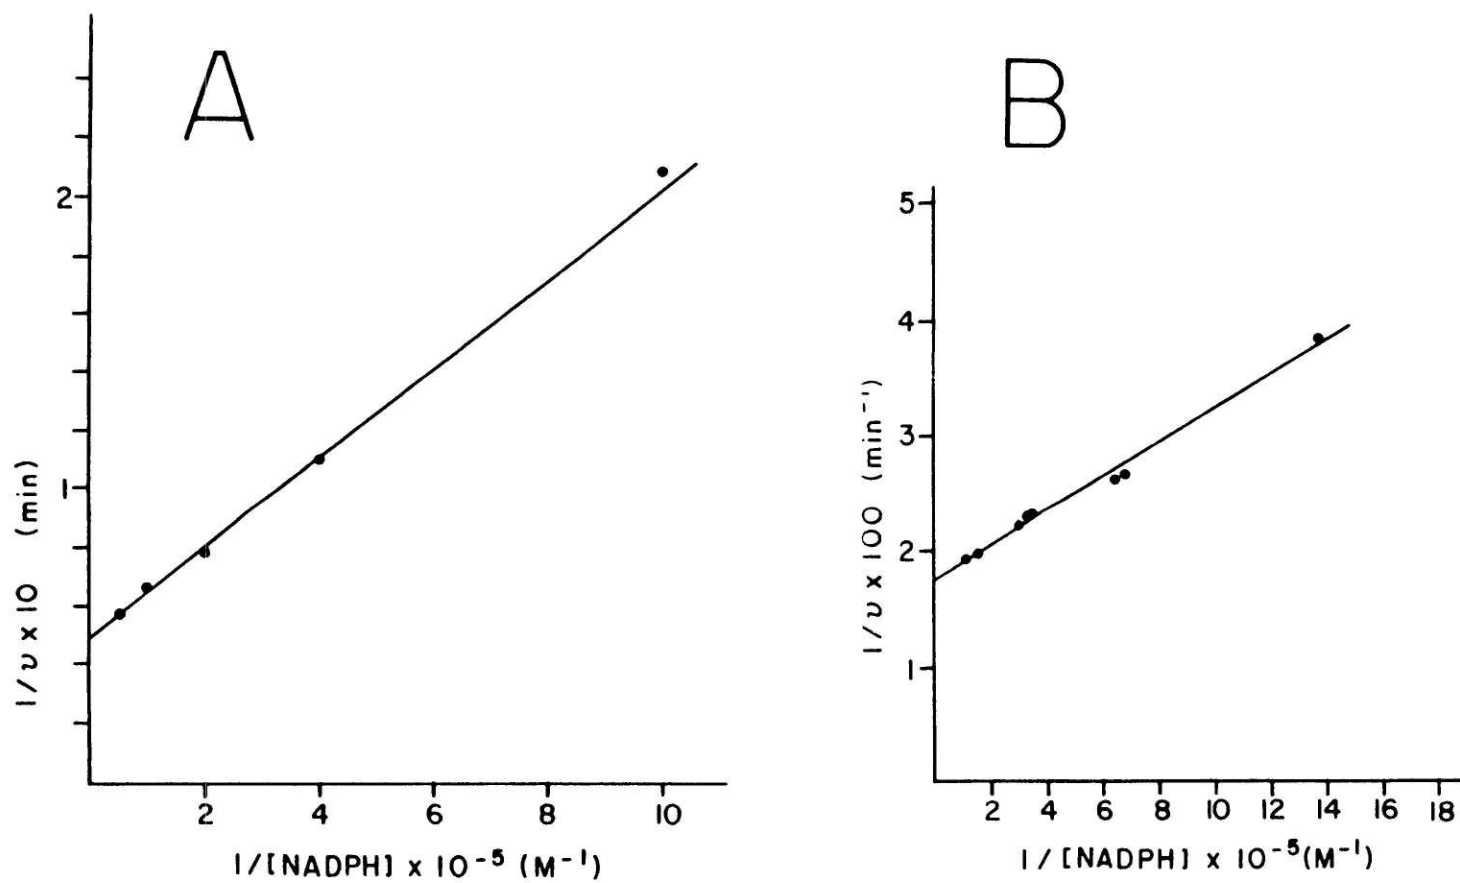 A
2
1
1/υ x 10 (min)
2 4 6 8 10
1/[NADPH] x 10⁻⁵ (M⁻¹)
B
5
4
3
2
1
1/υ x 100 (min⁻¹)
2 4 6 8 10 12 14 16 18
1/[NADPH] x 10⁻⁵(M⁻¹)